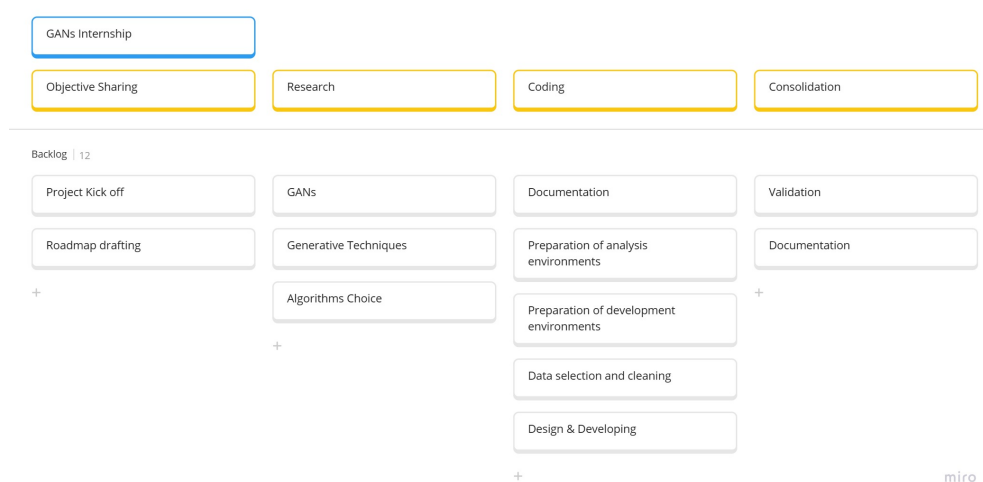 GANs Internship
Objective Sharing
Research
Coding
Consolidation
Backlog | 12
Project Kick off
GANs
Documentation
Validation
Roadmap drafting
Generative Techniques
Preparation of analysis
environments
Documentation
+
Algorithms Choice
Preparation of development
environments
+
+
Data selection and cleaning
Design & Developing
+
miro